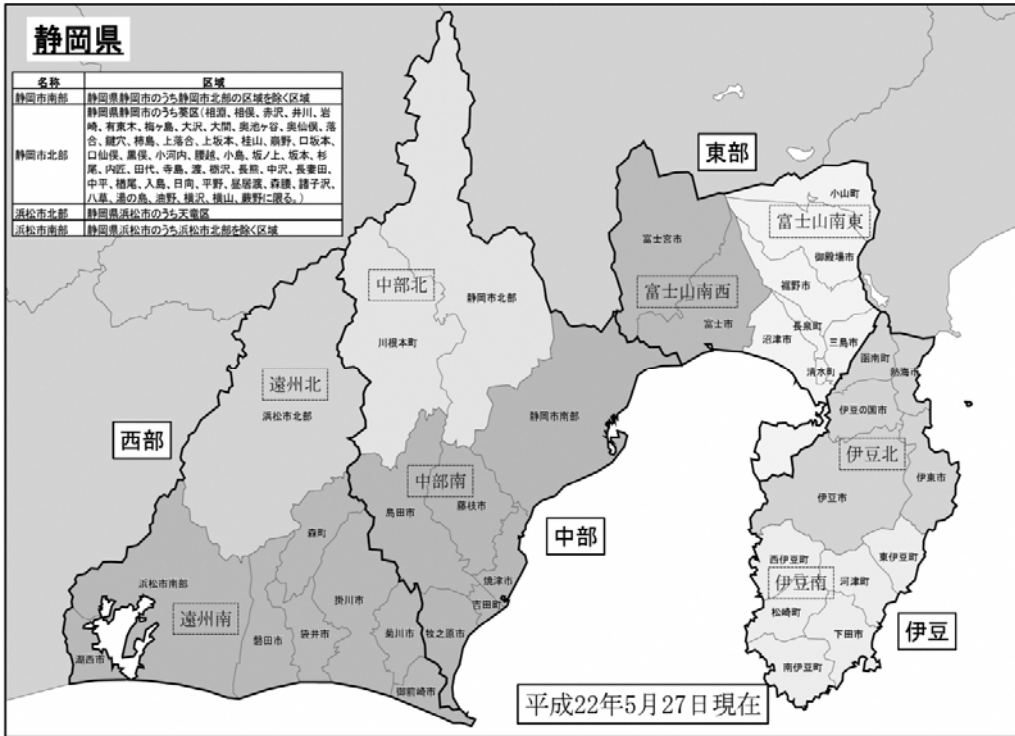 静岡県
名称 区域
静岡市南部 静岡県静岡市のうち静岡市北部の区域を除く区域
静岡市北部
静岡県静岡市のうち葵区(相淵、相俣、赤沢、井川、岩
崎、有東木、梅ヶ島、大沢、大間、奥池ヶ谷、奥仙俣、落
合、鍵穴、柿島、上落合、上坂本、桂山、崩野、口坂本、
口仙俣、黒俣、小河内、腰越、小島、坂ノ上、坂本、杉
尾、内匠、田代、寺島、渡、栃沢、長熊、中沢、長妻田、
中平、楢尾、入島、日向、平野、昼居渡、森腰、諸子沢、
八草、湯の島、油野、横沢、横山、蕨野に限る。)
浜松市北部 静岡県浜松市のうち天竜区
浜松市南部 静岡県浜松市のうち浜松市北部を除く区域
東部
小山町
富士山南東
富士宮市
御殿場市
裾野市
富士山南西
富士市
長泉町
沼津市
三島市
清水町
中部北
静岡市北部
川根本町
函南町
熱海市
遠州北
浜松市北部
伊豆の国市
静岡市南部
西部
伊豆北
中部南
伊東市
島田市
藤枝市
伊豆市
森町
中部
西伊豆町
東伊豆町
浜松市南部
焼津市
伊豆南
河津町
掛川市
吉田町
遠州南
松崎町
磐田市
袋井市
菊川市
牧之原市
下田市
伊豆
湖西市
南伊豆町
御前崎市
平成22年5月27日現在